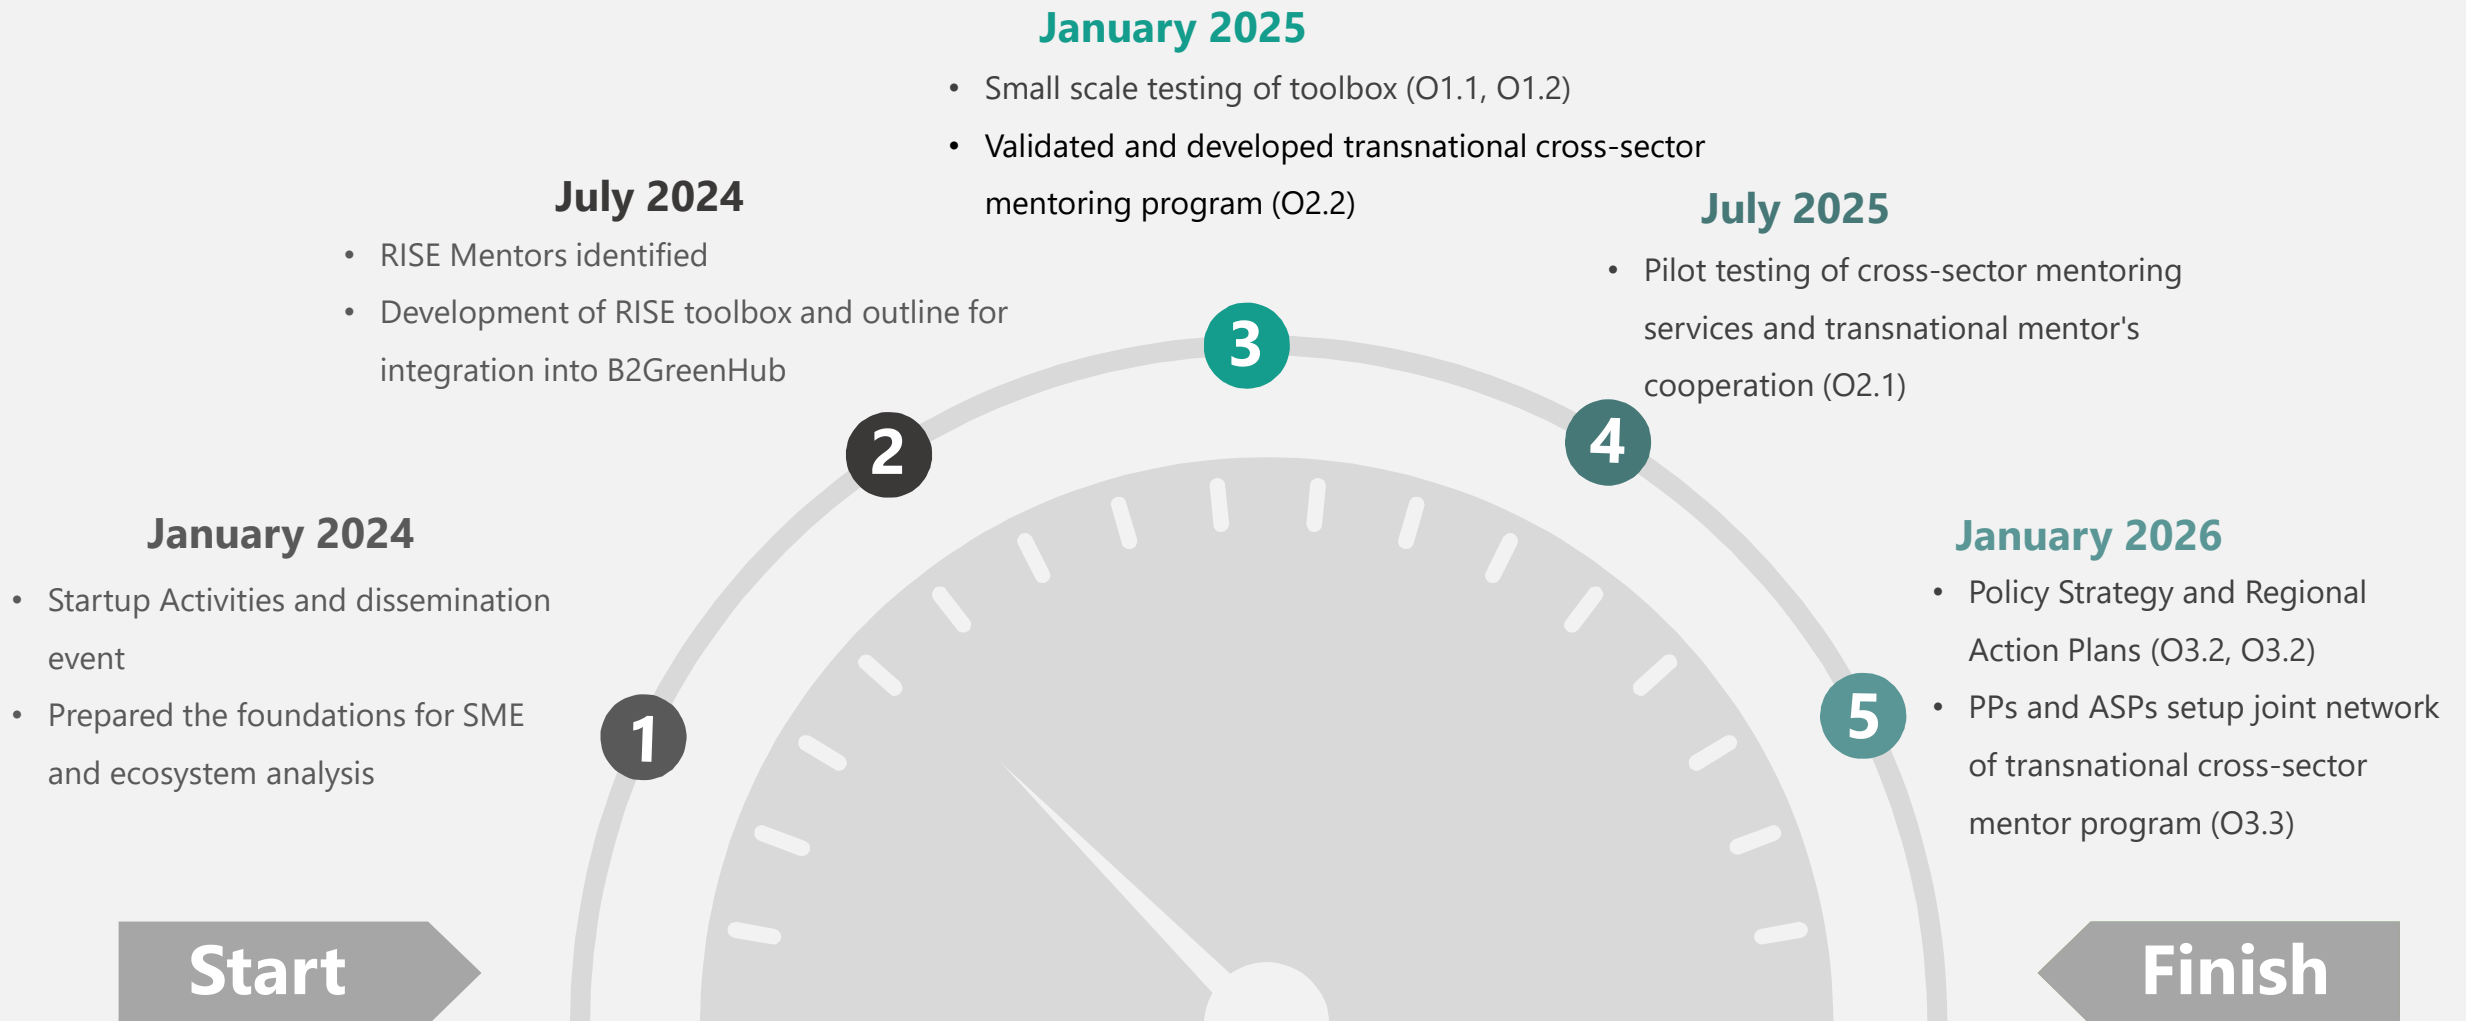 January 2024
• Startup Activities and dissemination
event
• Prepared the foundations for SME
and ecosystem analysis
1
July 2024
• RISE Mentors identified
• Development of RISE toolbox and outline for
integration into B2GreenHub
2
January 2025
• Small scale testing of toolbox (O1.1, O1.2)
• Validated and developed transnational cross-sector
mentoring program (O2.2)
3
July 2025
• Pilot testing of cross-sector mentoring
services and transnational mentor's
cooperation (O2.1)
4
January 2026
• Policy Strategy and Regional
Action Plans (O3.2, O3.2)
• PPs and ASPs setup joint network
of transnational cross-sector
mentor program (O3.3)
5
Start
Finish